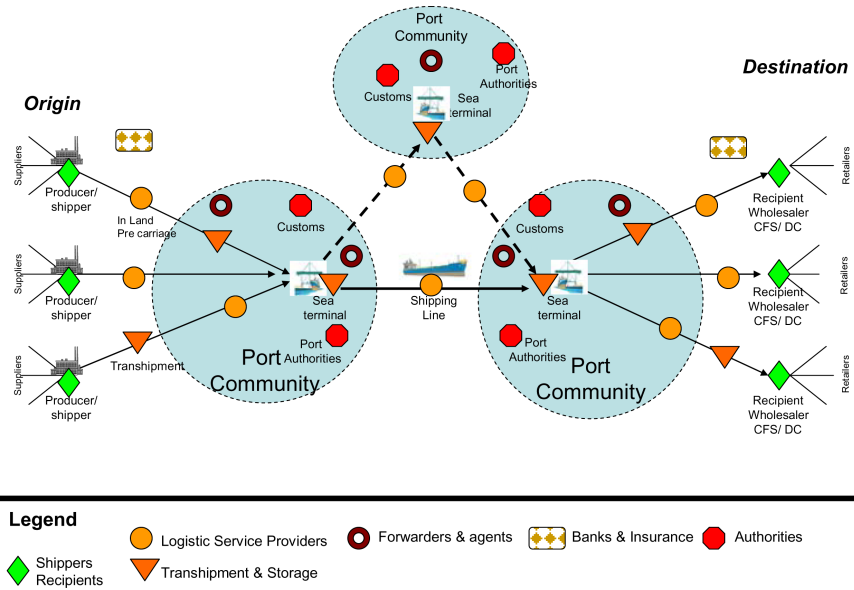 Port
Community
Customs
Port
Authorities
Sea
terminal
Origin
Destination
Suppliers
Producer/
shipper
In Land
Pre carriage
Suppliers
Producer/
shipper
Suppliers
Producer/
shipper
Transhipment
Customs
Sea
terminal
Port
Authorities
Port
Community
Shipping
Line
Customs
Sea
terminal
Port
Authorities
Port
Community
Recipient
Wholesaler
CFS/ DC
Retailers
Recipient
Wholesaler
CFS/ DC
Retailers
Recipient
Wholesaler
CFS/ DC
Retailers
Legend
Logistic Service Providers
Forwarders & agents
Banks & Insurance
Authorities
Shippers
Recipients
Transhipment & Storage